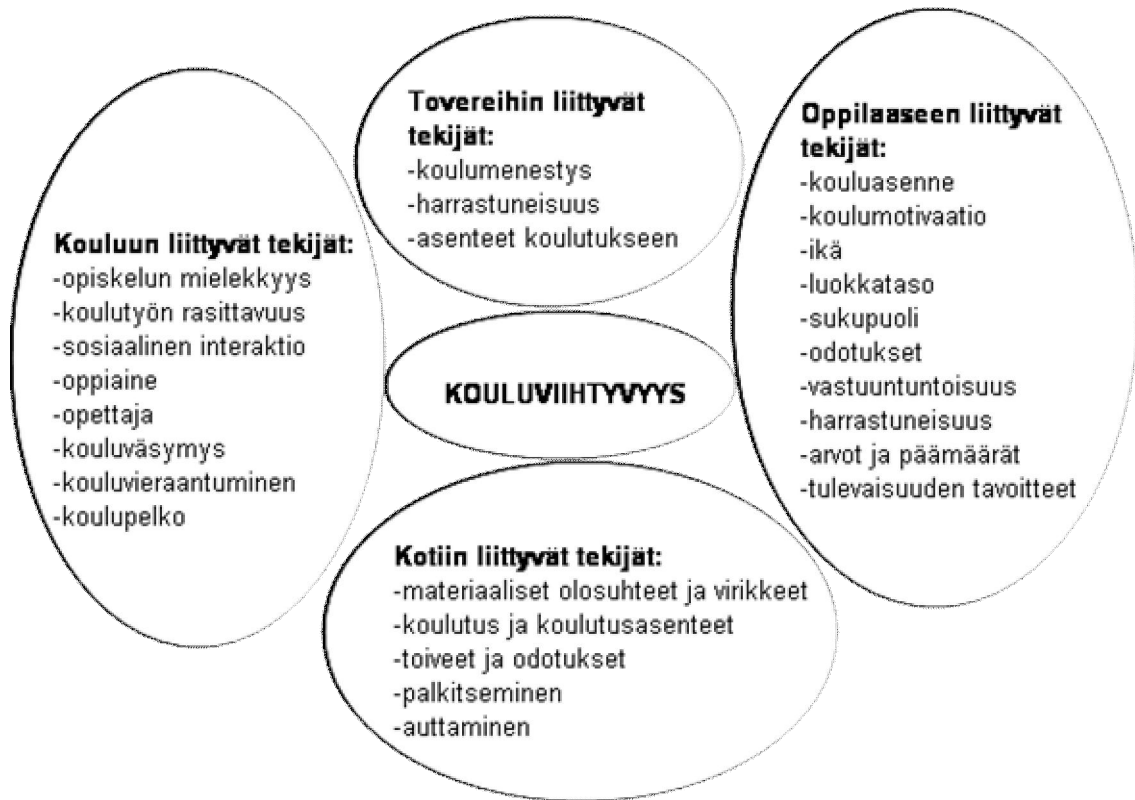 Tovereihin liittyvät
tekijät:
-koulumenestys
-harrastuneisuus
-asenteet koulutukseen
Oppilaaseen liittyvät
tekijät:
-kouluasenne
-koulumotivaatio
-ikä
-luokkataso
-sukupuoli
-odotukset
-vastuuntuntoisuus
-harrastuneisuus
-arvot ja päämäärät
-tulevaisuuden tavoitteet
Kouluun liittyvät tekijät:
-opiskelun mielekkyys
-koulutyön rasittavuus
-sosiaalinen interaktio
-oppiaine
-opettaja
-kouluväsymys
-kouluvieraantuminen
-koulupelko
KOULUVIIHTYVYYS
Kotiin liittyvät tekijät:
-materiaaliset olosuhteet ja virikkeet
-koulutus ja koulutusasenteet
-toiveet ja odotukset
-palkitseminen
-auttaminen